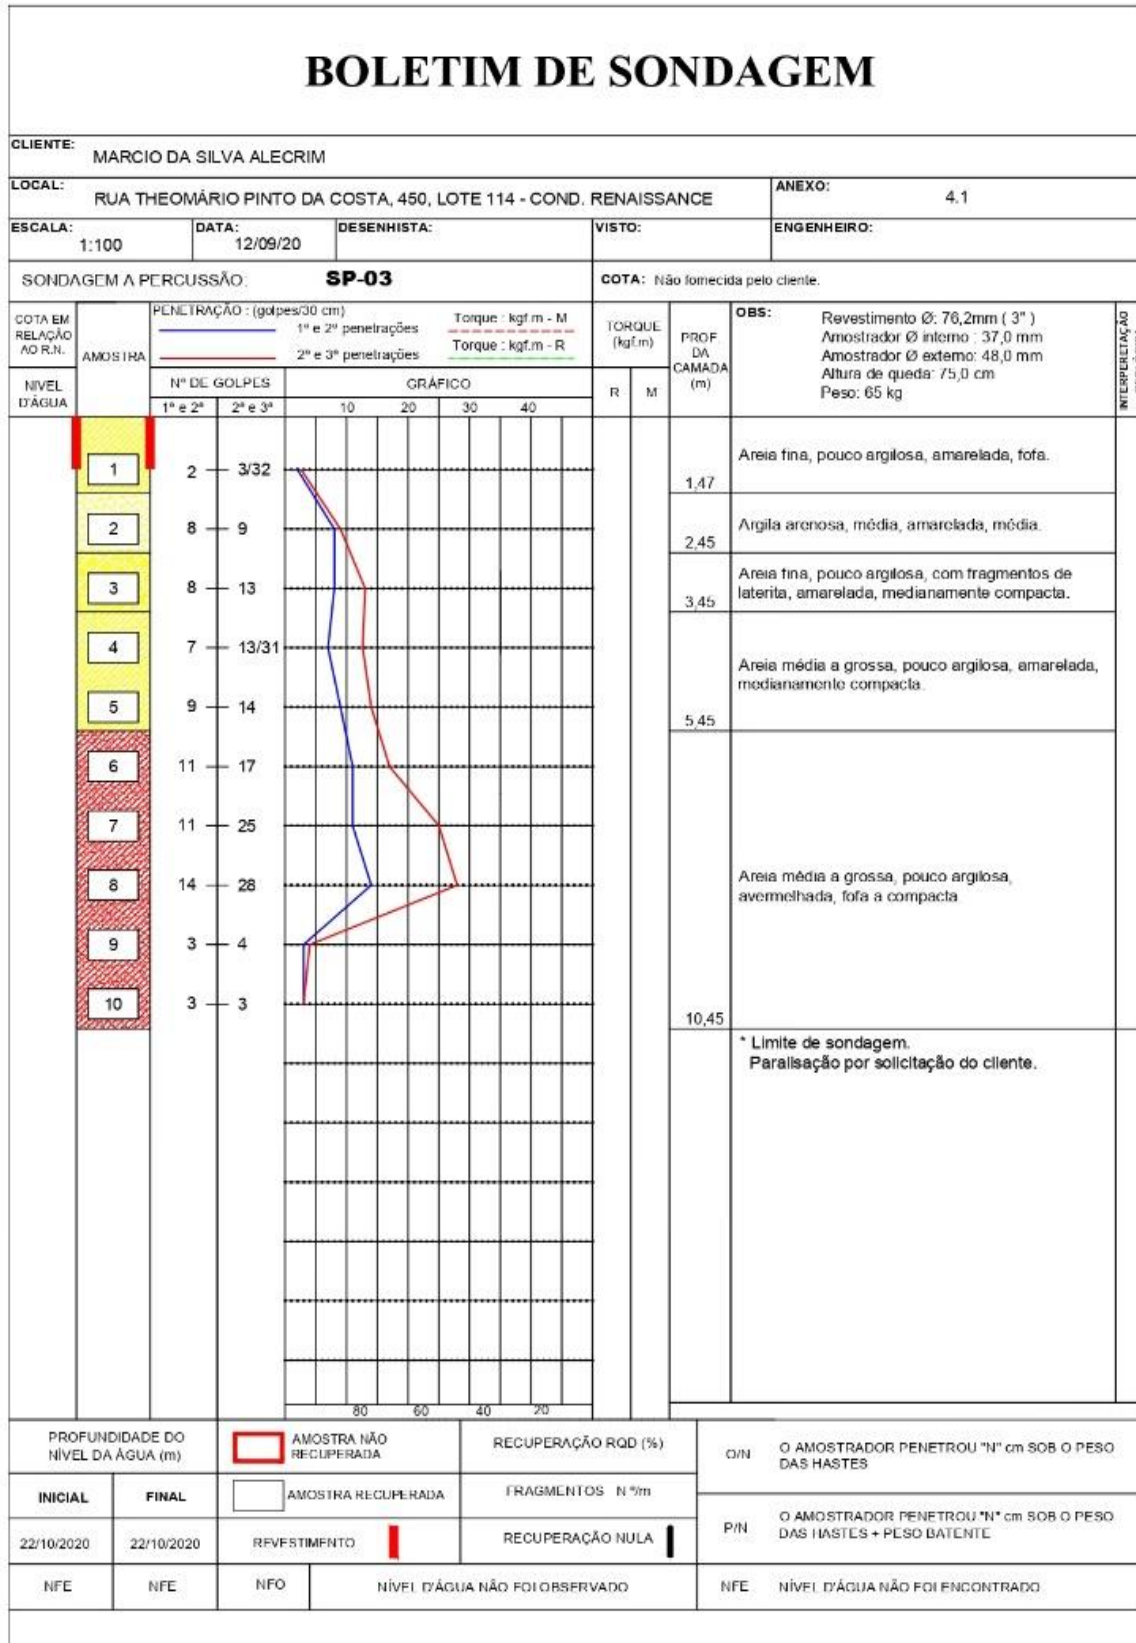 BOLETIM DE SONDAGEM
CLIENTE: MARCIO DA SILVA ALECRIM
LOCAL: RUA THEOMÁRIO PINTO DA COSTA, 450, LOTE 114 - COND. RENAISSANCE
ANEXO: 4.1
ESCALA: 1:100
DATA: 12/09/20
DESENHISTA:
VISTO:
ENGENHEIRO:
SONDAGEM A PERCUSSÃO: SP-03
COTA: Não fornecida pelo cliente.
COTA EM RELAÇÃO AO R.N.
NIVEL D'ÁGUA
AMOSTRA
PENETRAÇÃO : (golpes/30 cm)
1ª e 2ª penetrações
2ª e 3ª penetrações
Torque : kgf.m - M
Torque : kgf.m - R
Nº DE GOLPES
1ª e 2ª 2ª e 3ª
GRÁFICO
10 20 30 40
TORQUE (kgf.m)
R M
PROF DA CAMADA (m)
OBS: Revestimento Ø: 76,2mm ( 3" )
Amostrador Ø interno : 37,0 mm
Amostrador Ø externo: 48,0 mm
Altura de queda: 75,0 cm
Peso: 65 kg
INTERPERETAÇÃO
1 2 3/32
1,47 Areia fina, pouco argilosa, amarelada, fofa.
2 8 9
2,45 Argila arenosa, média, amarelada, média.
3 8 13
3,45 Areia fina, pouco argilosa, com fragmentos de
laterita, amarelada, medianamente compacta.
4 7 13/31
5 9 14
5,45 Areia média a grossa, pouco argilosa, amarelada,
medianamente compacta.
6 11 17
7 11 25
8 14 28
9 3 4
10 3 3
10,45 Areia média a grossa, pouco argilosa,
avermelhada, fofa a compacta
* Limite de sondagem.
Paralisação por solicitação do cliente.
80 60 40 20
PROFUNDIDADE DO
NÍVEL DA ÁGUA (m)
INICIAL FINAL
22/10/2020 22/10/2020
NFE NFE
AMOSTRA NÃO
RECUPERADA
AMOSTRA RECUPERADA
REVESTIMENTO
RECUPERAÇÃO RQD (%)
FRAGMENTOS N º/m
RECUPERAÇÃO NULA
NFO NÍVEL D'ÁGUA NÃO FOI OBSERVADO
O/N O AMOSTRADOR PENETROU "N" cm SOB O PESO
DAS HASTES
P/N O AMOSTRADOR PENETROU "N" cm SOB O PESO
DAS HASTES + PESO BATENTE
NFE NÍVEL D'ÁGUA NÃO FOI ENCONTRADO